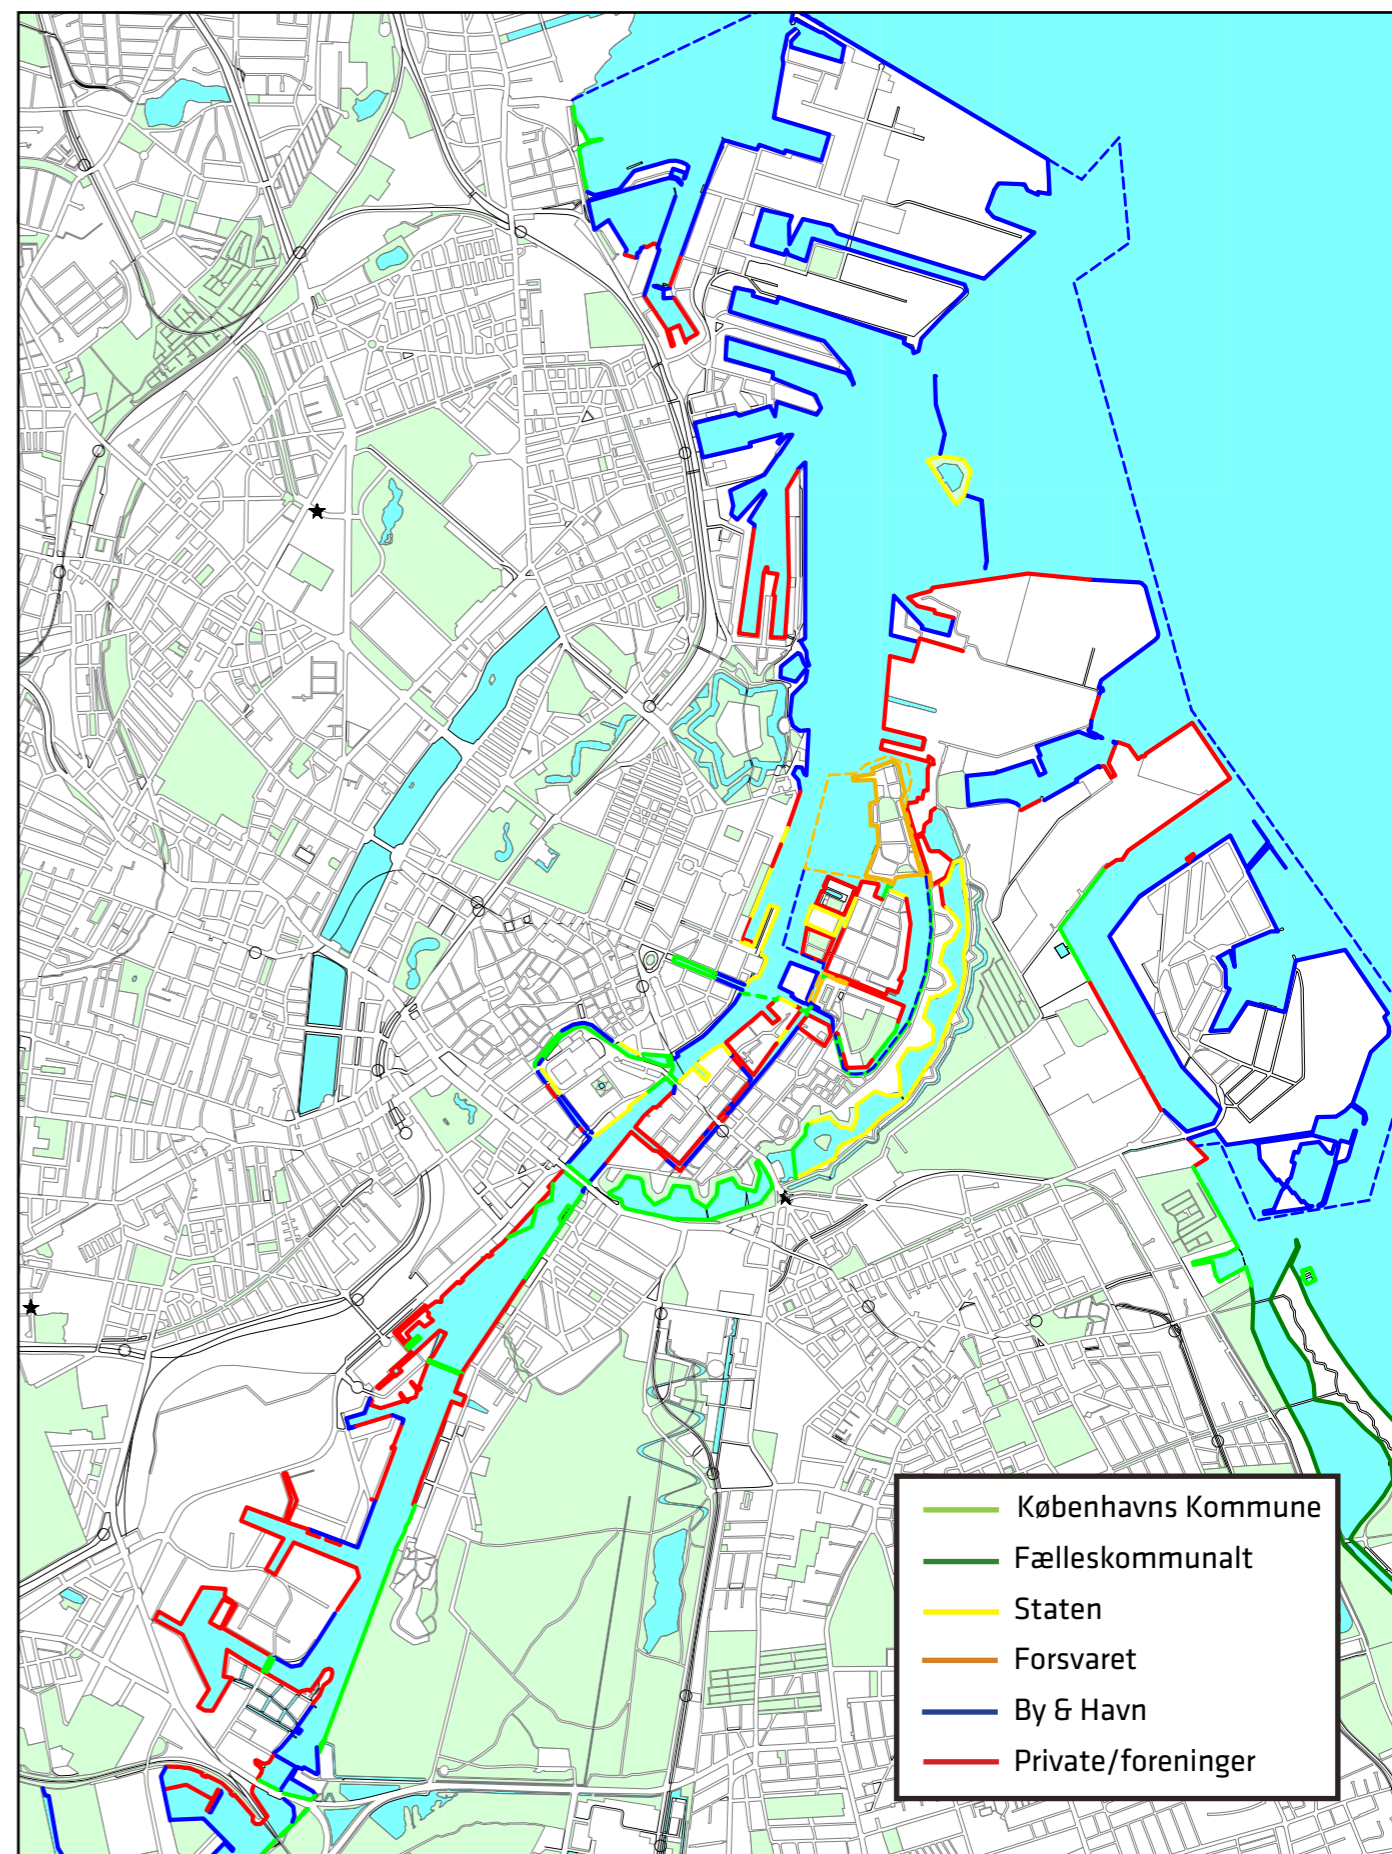 Københavns Kommune
Fælleskommunalt
Staten
Forsvaret
By & Havn
Private/foreninger